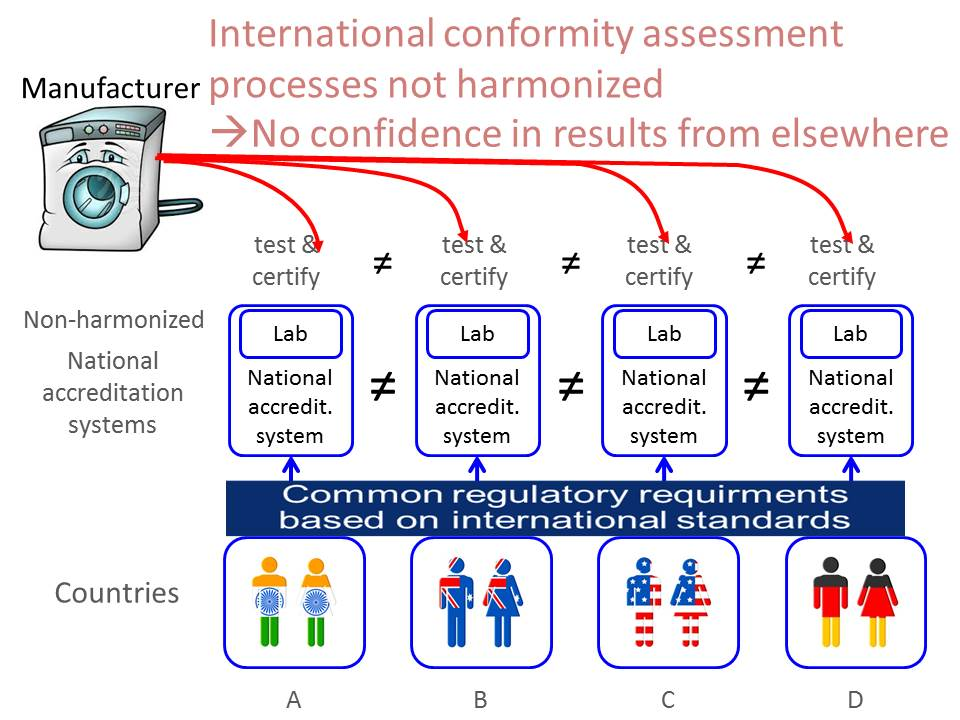 International conformity assessment
processes not harmonized
→No confidence in results from elsewhere
Manufacturer
test & certify ≠ test & certify ≠ test & certify ≠ test & certify
Non-harmonized
National
accreditation
systems
Lab
National
accredit.
system
≠
Lab
National
accredit.
system
≠
Lab
National
accredit.
system
≠
Lab
National
accredit.
system
Common regulatory requirments
based on international standards
Countries
A
B
C
D